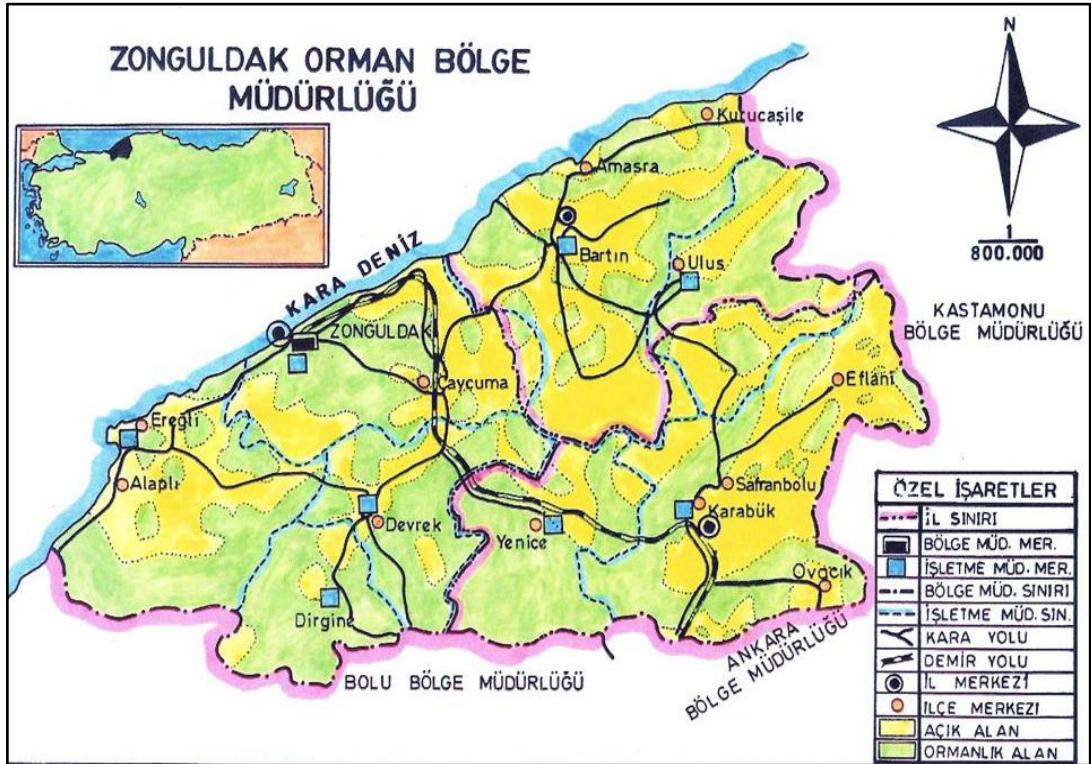 ZONGULDAK ORMAN BÖLGE
MÜDÜRLÜĞÜ
N
1
800.000
KARA DENİZ
Kurucaşile
Amasra
Bartın
Ulus
KASTAMONU
BÖLGE MÜDÜRLÜĞÜ
ZONGULDAK
Çaycuma
Eflani
Ereğli
Alaplı
Devrek
Yenice
Safranbolu
Karabük
Ovacık
Dirgine
BOLU BÖLGE MÜDÜRLÜĞÜ
ANKARA
BÖLGE MÜDÜRLÜĞÜ
ÖZEL İŞARETLER
İL SINIRI
BÖLGE MÜD. MER.
İŞLETME MÜD. MER.
BÖLGE MÜD. SINIRI
İŞLETME MÜD. SIN.
KARA YOLU
DEMİR YOLU
İL MERKEZİ
İLÇE MERKEZI
AÇIK ALAN
ORMANLIK ALAN